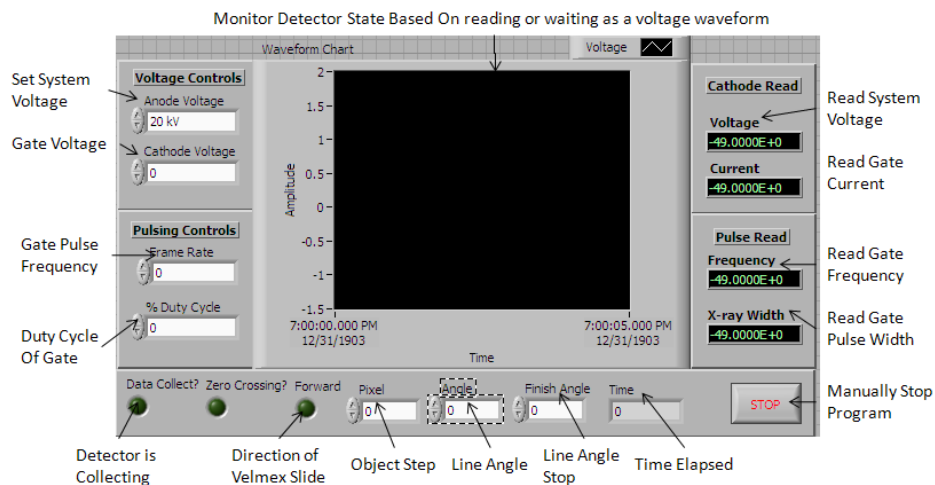 Monitor Detector State Based On reading or waiting as a voltage waveform
Waveform Chart
Voltage
Set System
Voltage
Gate Voltage
Voltage Controls
Anode Voltage
20 kV
Cathode Voltage
0
Gate Pulse
Frequency
Duty Cycle
Of Gate
Pulsing Controls
Frame Rate
0
% Duty Cycle
0
Amplitude
2
1.5
1
0.5
0
-0.5
-1
-1.5
7:00:00.000 PM
12/31/1903
7:00:05.000 PM
12/31/1903
Time
Cathode Read
Voltage
-49.0000E+0
Current
-49.0000E+0
Read System
Voltage
Read Gate
Current
Pulse Read
Frequency
-49.0000E+0
X-ray Width
-49.0000E+0
Read Gate
Frequency
Read Gate
Pulse Width
Data Collect?
Zero Crossing?
Forward
Pixel
0
Angle
0
Finish Angle
0
Time
0
STOP
Manually Stop
Program
Detector is
Collecting
Direction of
Velmex Slide
Object Step
Line Angle
Line Angle
Stop
Time Elapsed